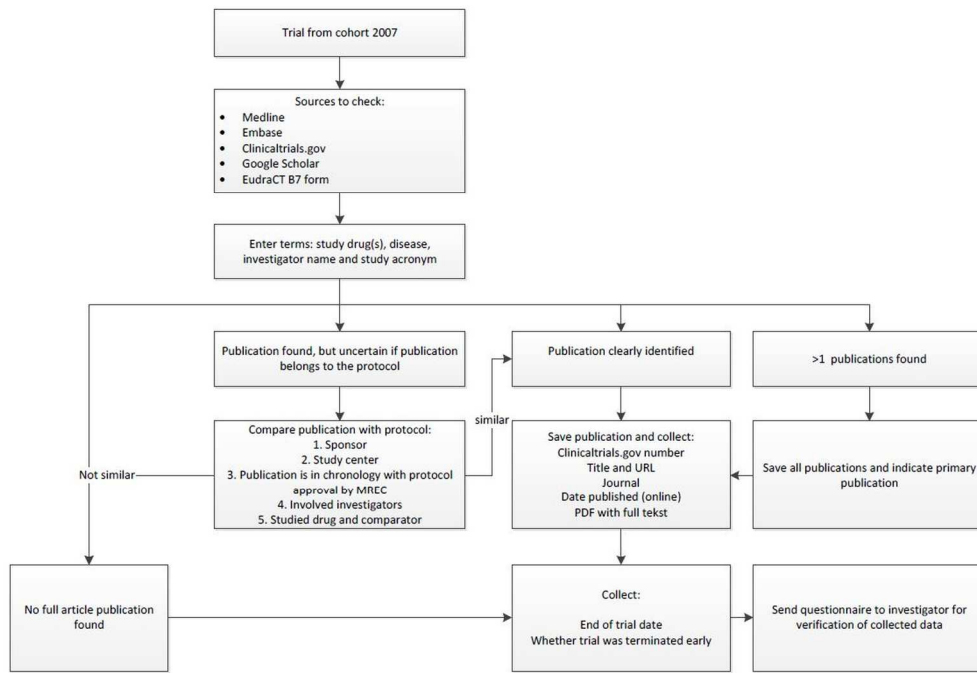 Trial from cohort 2007
Sources to check:
• Medline
• Embase
• Clinicaltrials.gov
• Google Scholar
• EudraCT B7 form
Enter terms: study drug(s), disease,
investigator name and study acronym
Publication found, but uncertain if publication
belongs to the protocol
Publication clearly identified
>1 publications found
similar
Compare publication with protocol:
1. Sponsor
2. Study center
3. Publication is in chronology with protocol
approval by MREC
4. Involved investigators
5. Studied drug and comparator
Not similar
Save publication and collect:
Clinicaltrials.gov number
Title and URL
Journal
Date published (online)
PDF with full tekst
Save all publications and indicate primary
publication
No full article publication
found
Collect:
End of trial date
Whether trial was terminated early
Send questionnaire to investigator for
verification of collected data